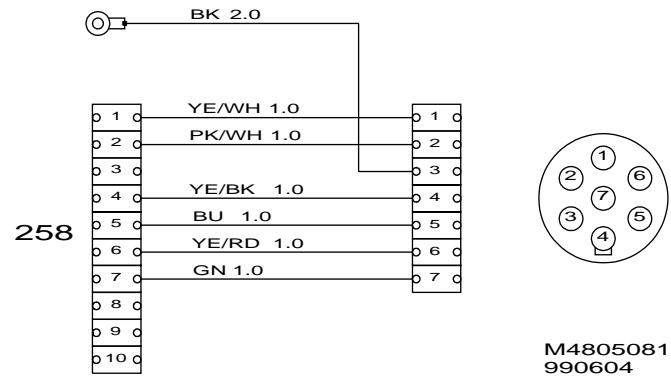 BK 2.0
YE/WH 1.0
1 1
PK/WH 1.0
2 2
3 3
YE/BK 1.0
4 4
BU 1.0
5 5
258
YE/RD 1.0
6 6
GN 1.0
7 7
8
9
10
1
2 6
7
3 5
4
M4805081
990604